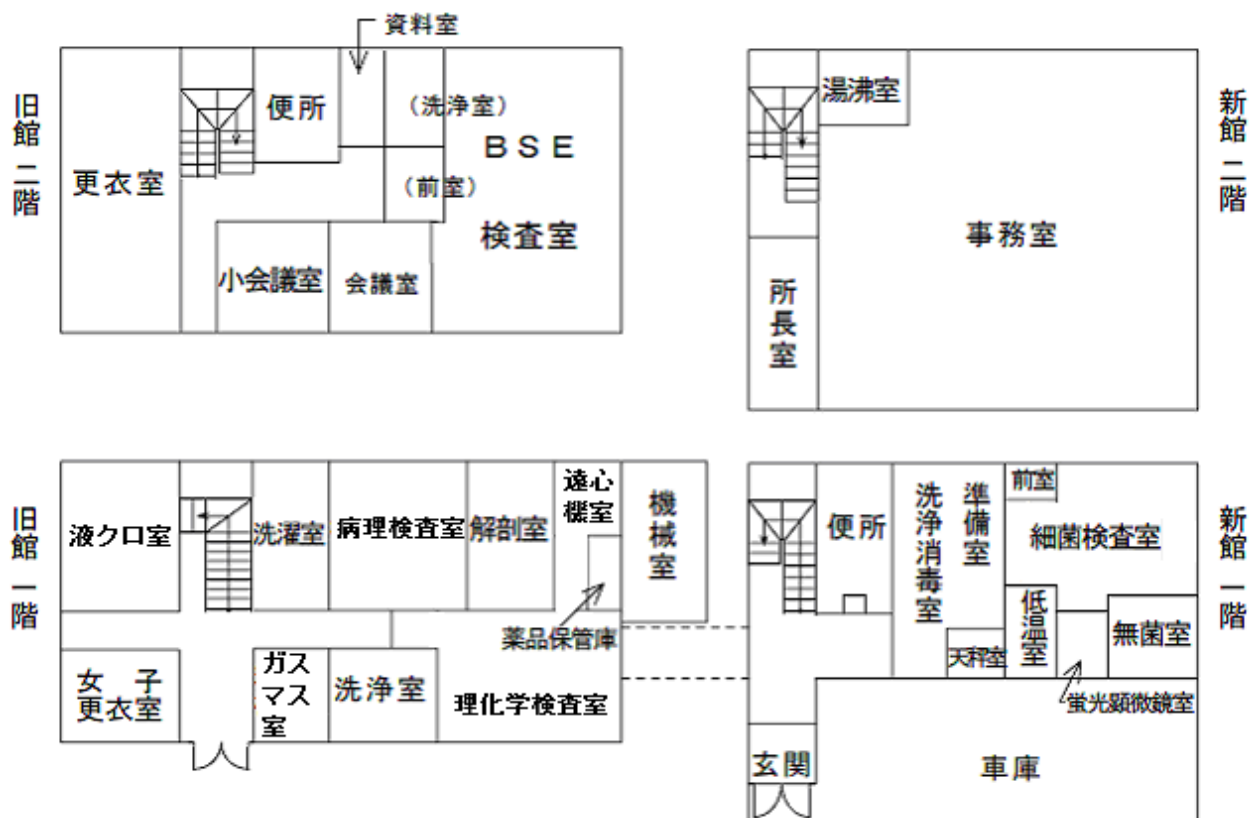 旧館二階
資料室
更衣室
便所
（洗浄室）
（前室）
ＢＳＥ
検査室
小会議室
会議室
新館二階
湯沸室
事務室
所長室
旧館一階
液クロ室
洗濯室
病理検査室
解剖室
遠心
機室
機械室
薬品保管庫
女子
更衣室
ガス
マス
室
洗浄室
理化学検査室
新館一階
便所
洗浄消毒室
準備室
前室
細菌検査室
低温室
無菌室
天秤室
蛍光顕微鏡室
玄関
車庫